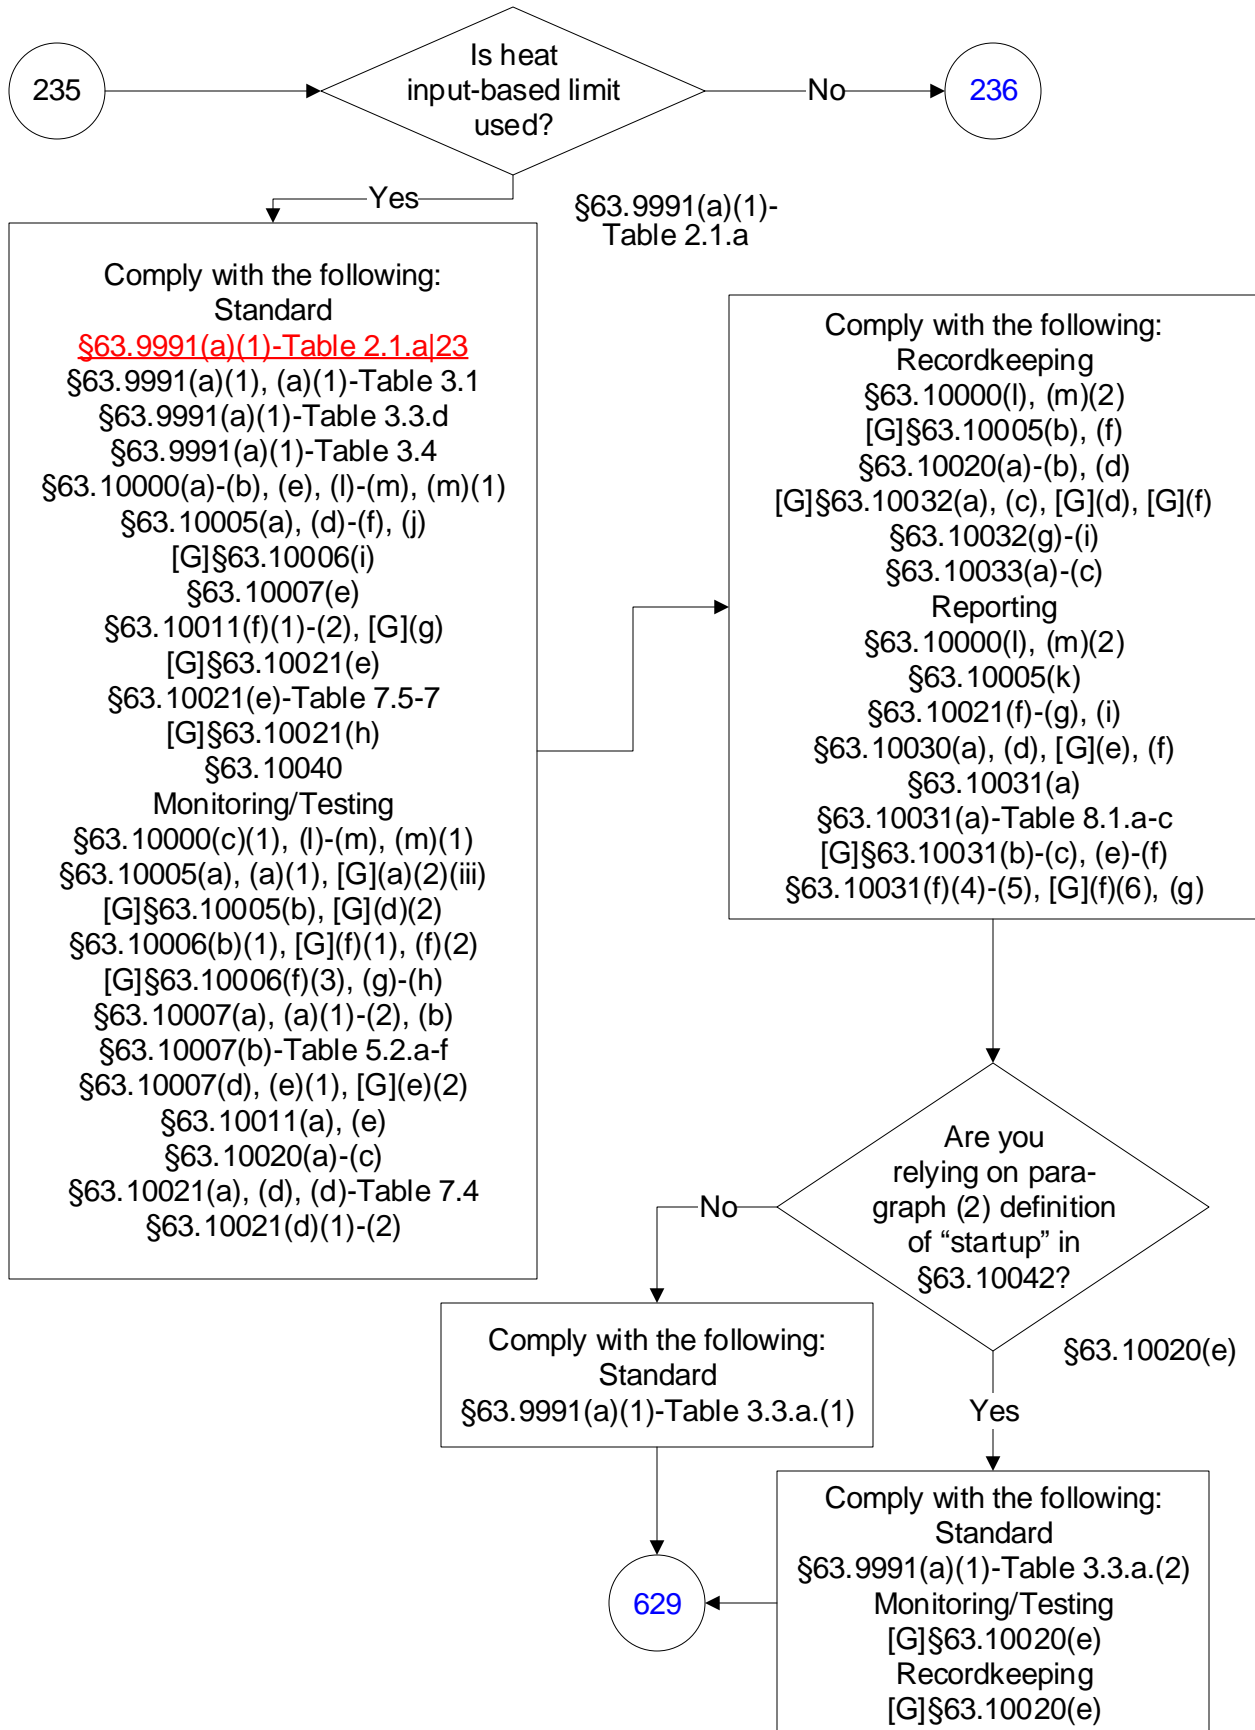 235
Is heat
input-based limit
used?
No
236
Yes
§63.9991(a)(1)-
Table 2.1.a
Comply with the following:
Standard
§63.9991(a)(1)-Table 2.1.a|23
§63.9991(a)(1), (a)(1)-Table 3.1
§63.9991(a)(1)-Table 3.3.d
§63.9991(a)(1)-Table 3.4
§63.10000(a)-(b), (e), (l)-(m), (m)(1)
§63.10005(a), (d)-(f), (j)
[G]§63.10006(i)
§63.10007(e)
§63.10011(f)(1)-(2), [G](g)
[G]§63.10021(e)
§63.10021(e)-Table 7.5-7
[G]§63.10021(h)
§63.10040
Monitoring/Testing
§63.10000(c)(1), (l)-(m), (m)(1)
§63.10005(a), (a)(1), [G](a)(2)(iii)
[G]§63.10005(b), [G](d)(2)
§63.10006(b)(1), [G](f)(1), (f)(2)
[G]§63.10006(f)(3), (g)-(h)
§63.10007(a), (a)(1)-(2), (b)
§63.10007(b)-Table 5.2.a-f
§63.10007(d), (e)(1), [G](e)(2)
§63.10011(a), (e)
§63.10020(a)-(c)
§63.10021(a), (d), (d)-Table 7.4
§63.10021(d)(1)-(2)
Comply with the following:
Recordkeeping
§63.10000(l), (m)(2)
[G]§63.10005(b), (f)
§63.10020(a)-(b), (d)
[G]§63.10032(a), (c), [G](d), [G](f)
§63.10032(g)-(i)
§63.10033(a)-(c)
Reporting
§63.10000(l), (m)(2)
§63.10005(k)
§63.10021(f)-(g), (i)
§63.10030(a), (d), [G](e), (f)
§63.10031(a)
§63.10031(a)-Table 8.1.a-c
[G]§63.10031(b)-(c), (e)-(f)
§63.10031(f)(4)-(5), [G](f)(6), (g)
Are you
relying on para-
graph (2) definition
of “startup” in
§63.10042?
No
§63.10020(e)
Yes
Comply with the following:
Standard
§63.9991(a)(1)-Table 3.3.a.(1)
Comply with the following:
Standard
§63.9991(a)(1)-Table 3.3.a.(2)
Monitoring/Testing
[G]§63.10020(e)
Recordkeeping
[G]§63.10020(e)
629